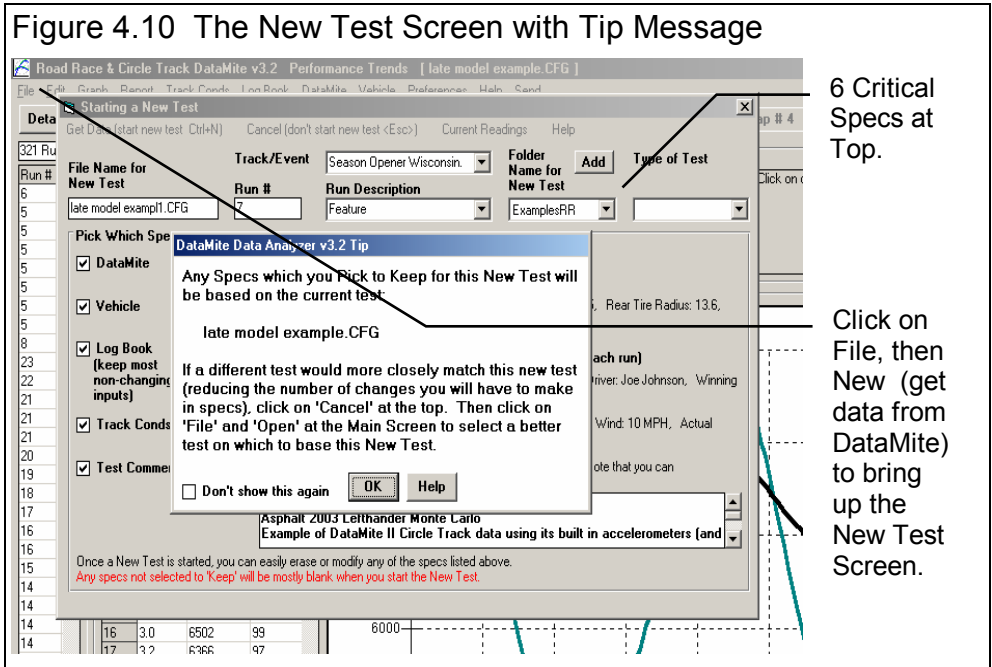 Figure 4.10 The New Test Screen with Tip Message
Road Race & Circle Track DataMite v3.2 Performance Trends [ late model example.CFG ]
File Edit Graph Report Track Conds Log Book DataMite Vehicle Preferences Help Send
Starting a New Test
Get Data (start new test Ctrl+N) Cancel (don't start new test <Esc>) Current Readings Help
File Name for New Test
late model exampl1.CFG
Track/Event
Season Opener Wisconsin.
Run #
7
Run Description
Feature
Folder Name for New Test
Add
ExamplesRR
Type of Test
Pick Which Spe
DataMite
Vehicle
Log Book (keep most non-changing inputs)
Track Conds
Test Comme
DataMite Data Analyzer v3.2 Tip
Any Specs which you Pick to Keep for this New Test will
be based on the current test:
late model example.CFG
If a different test would more closely match this new test
(reducing the number of changes you will have to make
in specs), click on 'Cancel' at the top. Then click on
'File' and 'Open' at the Main Screen to select a better
test on which to base this New Test.
Don't show this again
OK
Help
Rear Tire Radius: 13.6,
ach run)
river: Joe Johnson, Winning
Wind: 10 MPH, Actual
ote that you can
Asphalt 2003 Lefthander Monte Carlo
Example of DataMite II Circle Track data using its built in accelerometers (and
Once a New Test is started, you can easily erase or modify any of the specs listed above.
Any specs not selected to 'Keep' will be mostly blank when you start the New Test.
Deta
321 Ru
Run #
6
5
5
5
5
5
5
5
8
23
22
21
21
21
20
19
18
17
16
16
15
14
14
14
14
16 3.0 6502 99
17 3.2 6366 97
6000
ap # 4
Click on
6 Critical
Specs at
Top.
Click on
File, then
New (get
data from
DataMite)
to bring
up the
New Test
Screen.